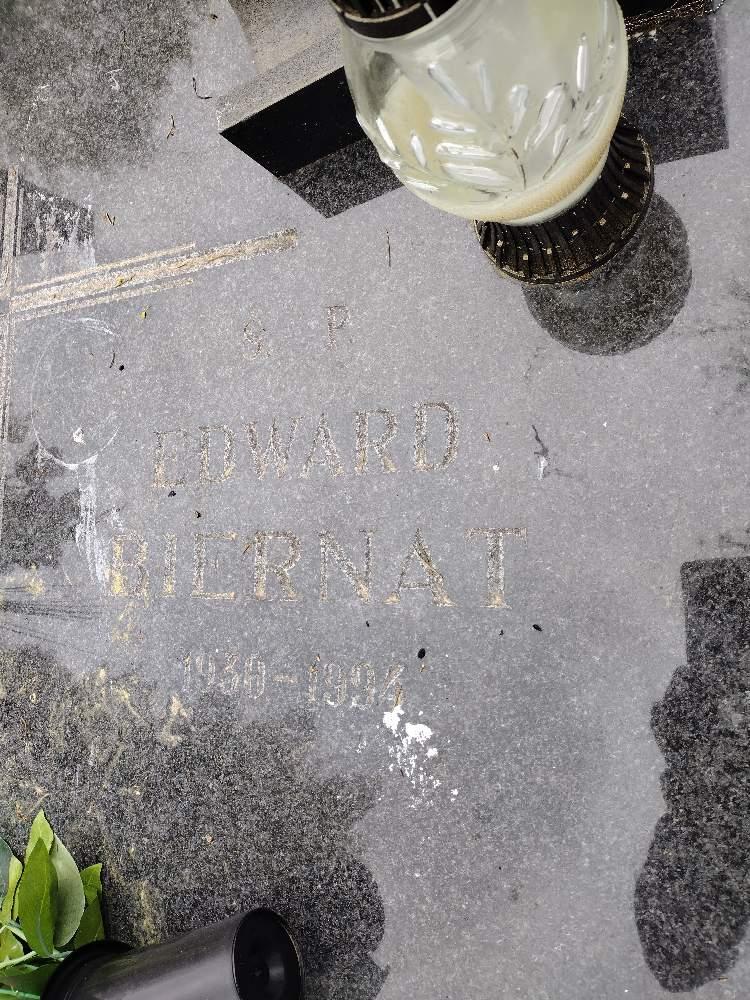 Ś. P.
EDWARD
BIERNAT
1930-1994